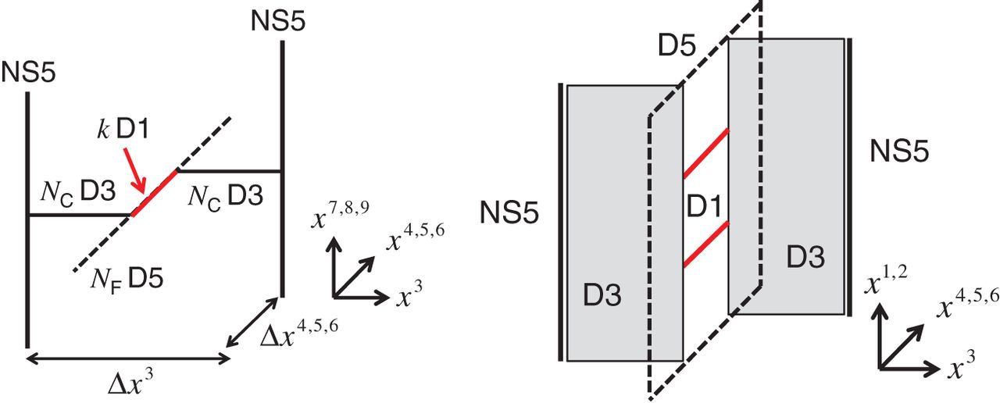 NS5
NS5
k D1
N_C D3
N_C D3
N_F D5
x^{7,8,9}
x^{4,5,6}
x^3
Δx^{4,5,6}
Δx^3
D5
NS5
NS5
D1
D3
D3
x^{1,2}
x^{4,5,6}
x^3